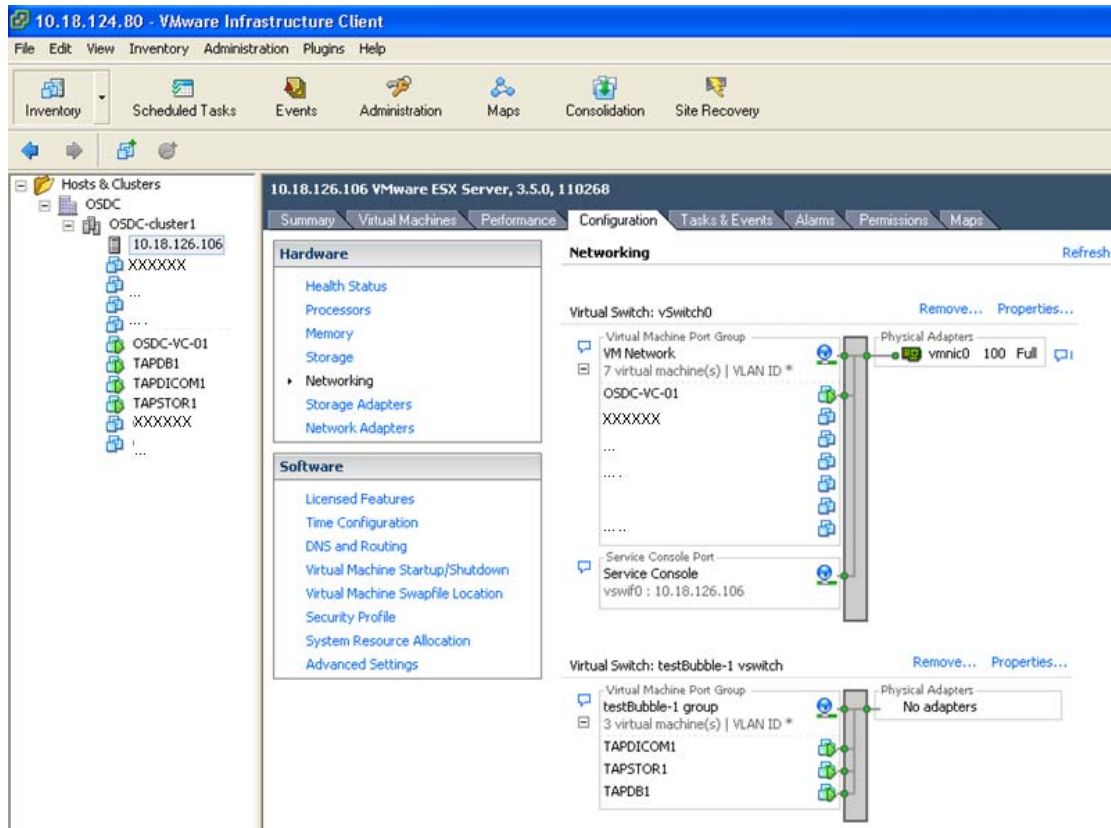 10.18.124.80 - VMware Infrastructure Client
File Edit View Inventory Administration Plugins Help
Inventory Scheduled Tasks Events Administration Maps Consolidation Site Recovery
Hosts & Clusters
OSDC
OSDC-cluster1
10.18.126.106
XXXXXX
...
... .
OSDC-VC-01
TAPDB1
TAPDICOM1
TAPSTOR1
XXXXXX
...
10.18.126.106 VMware ESX Server, 3.5.0, 110268
Summary Virtual Machines Performance Configuration Tasks & Events Alarms Permissions Maps
Hardware
Health Status
Processors
Memory
Storage
Networking
Storage Adapters
Network Adapters
Software
Licensed Features
Time Configuration
DNS and Routing
Virtual Machine Startup/Shutdown
Virtual Machine Swapfile Location
Security Profile
System Resource Allocation
Advanced Settings
Networking Refresh
Virtual Switch: vSwitch0 Remove... Properties...
Virtual Machine Port Group
VM Network
7 virtual machine(s) | VLAN ID *
OSDC-VC-01
XXXXXX
...
... .
... ..
Physical Adapters
vmnic0 100 Full
Service Console Port
Service Console
vswif0 : 10.18.126.106
Virtual Switch: testBubble-1 vswitch Remove... Properties...
Virtual Machine Port Group
testBubble-1 group
3 virtual machine(s) | VLAN ID *
TAPDICOM1
TAPSTOR1
TAPDB1
Physical Adapters
No adapters